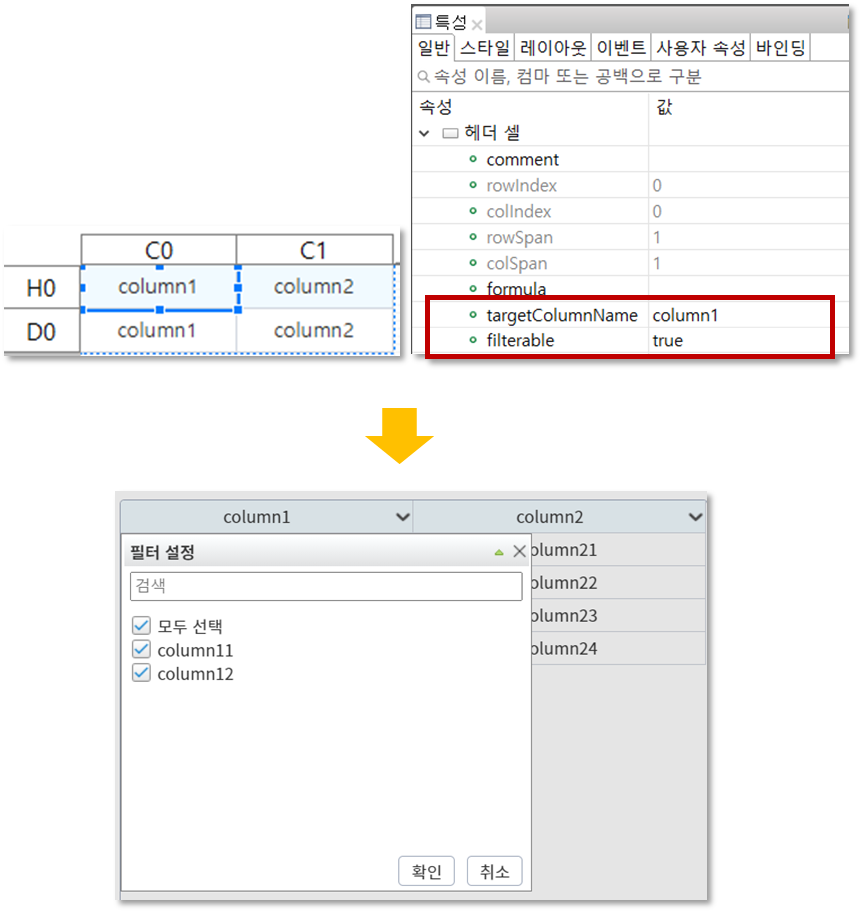 특성
일반 스타일 레이아웃 이벤트 사용자 속성 바인딩
속성 이름, 컴마 또는 공백으로 구분
속성 값
헤더 셀
comment
rowIndex 0
colIndex 0
rowSpan 1
colSpan 1
formula
targetColumnName column1
filterable true
C0 C1
H0 column1 column2
D0 column1 column2
column1 column2
필터 설정
검색
모두 선택
column11
column12
확인 취소
olumn21
olumn22
olumn23
olumn24